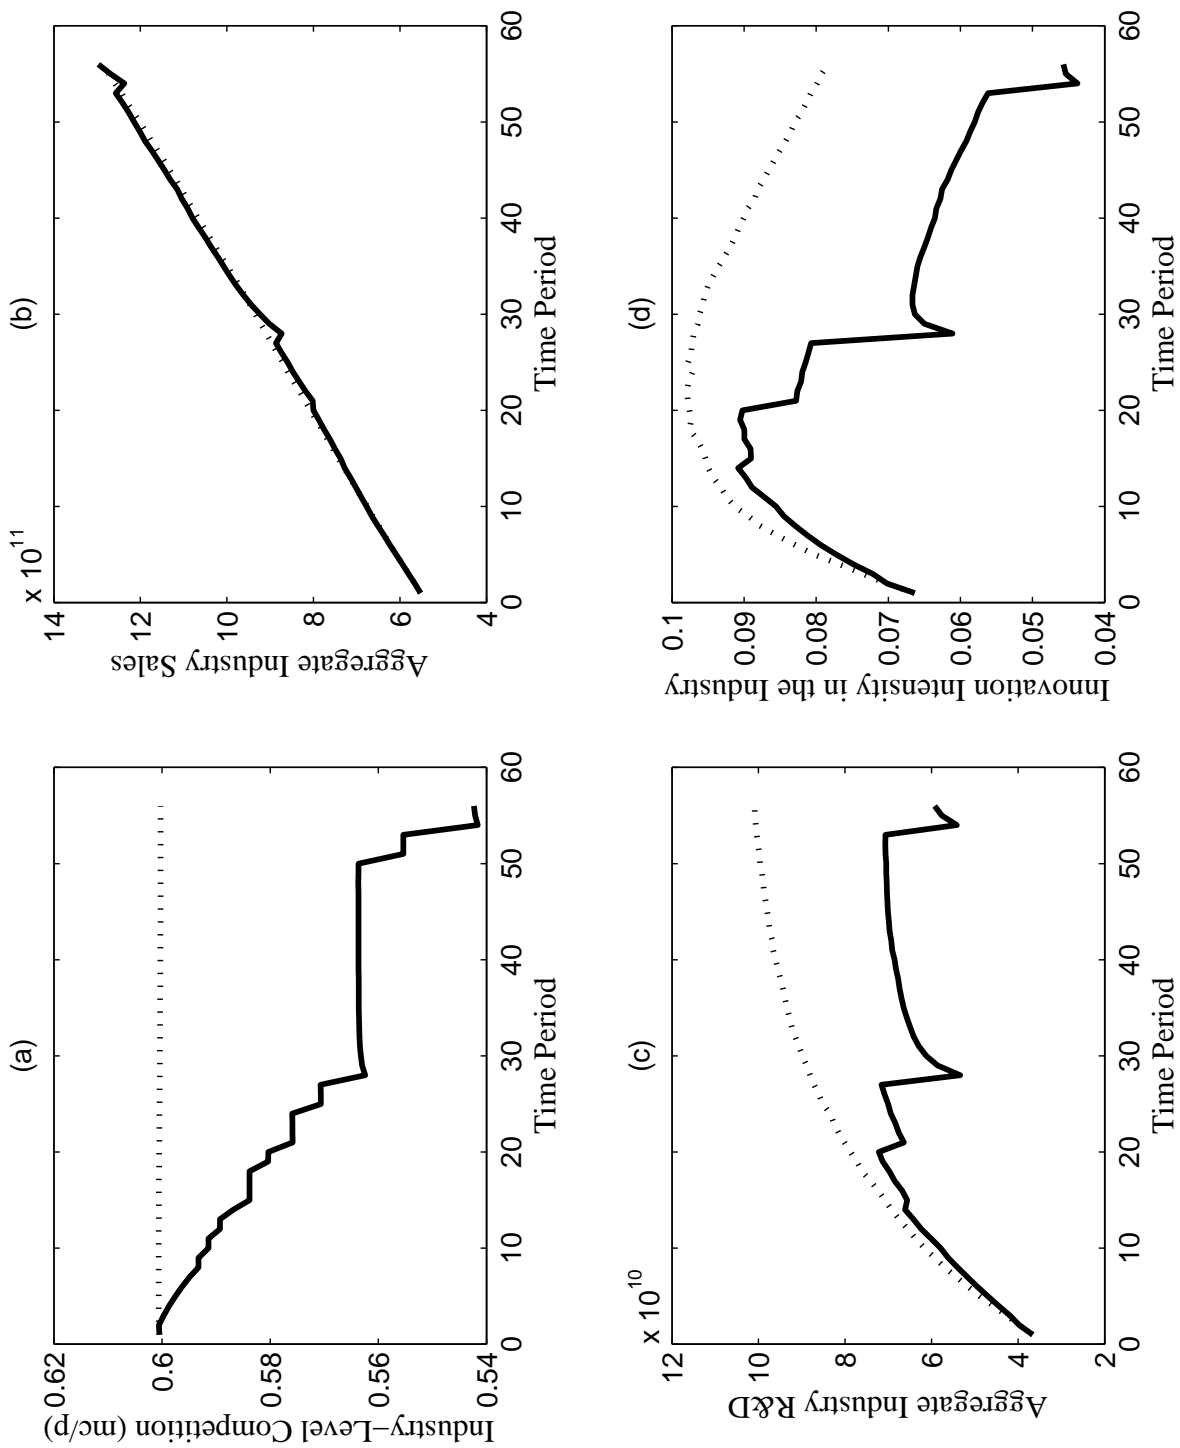 (a)
Industry−Level Competition (mc/p)
0.62
0.6
0.58
0.56
0.54
0 10 20 30 40 50 60
Time Period
(b)
x 10^11
Aggregate Industry Sales
14
12
10
8
6
4
0 10 20 30 40 50 60
Time Period
(c)
x 10^10
Aggregate Industry R&D
12
10
8
6
4
2
0 10 20 30 40 50 60
Time Period
(d)
Innovation Intensity in the Industry
0.1
0.09
0.08
0.07
0.06
0.05
0.04
0 10 20 30 40 50 60
Time Period